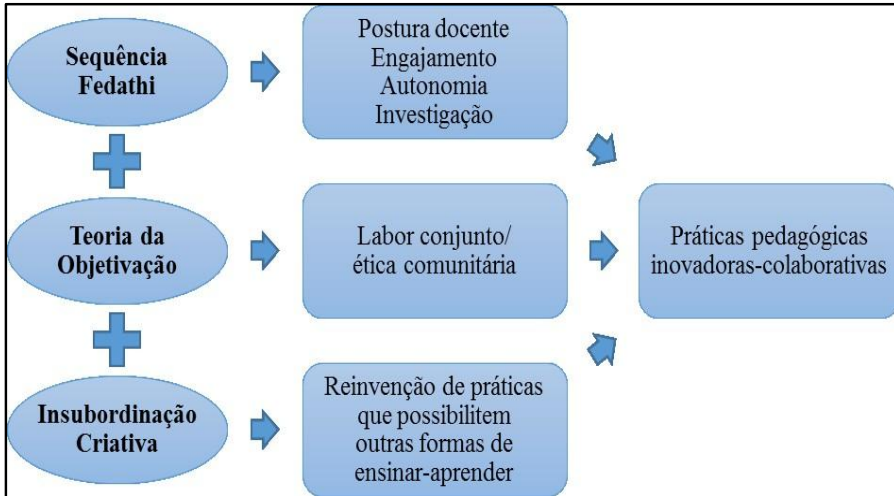 Sequência
Fedathi
Postura docente
Engajamento
Autonomia
Investigação
Teoria da
Objetivação
Labor conjunto/
ética comunitária
Práticas pedagógicas
inovadoras-colaborativas
Insubordinação
Criativa
Reinvenção de práticas
que possibilitem
outras formas de
ensinar-aprender